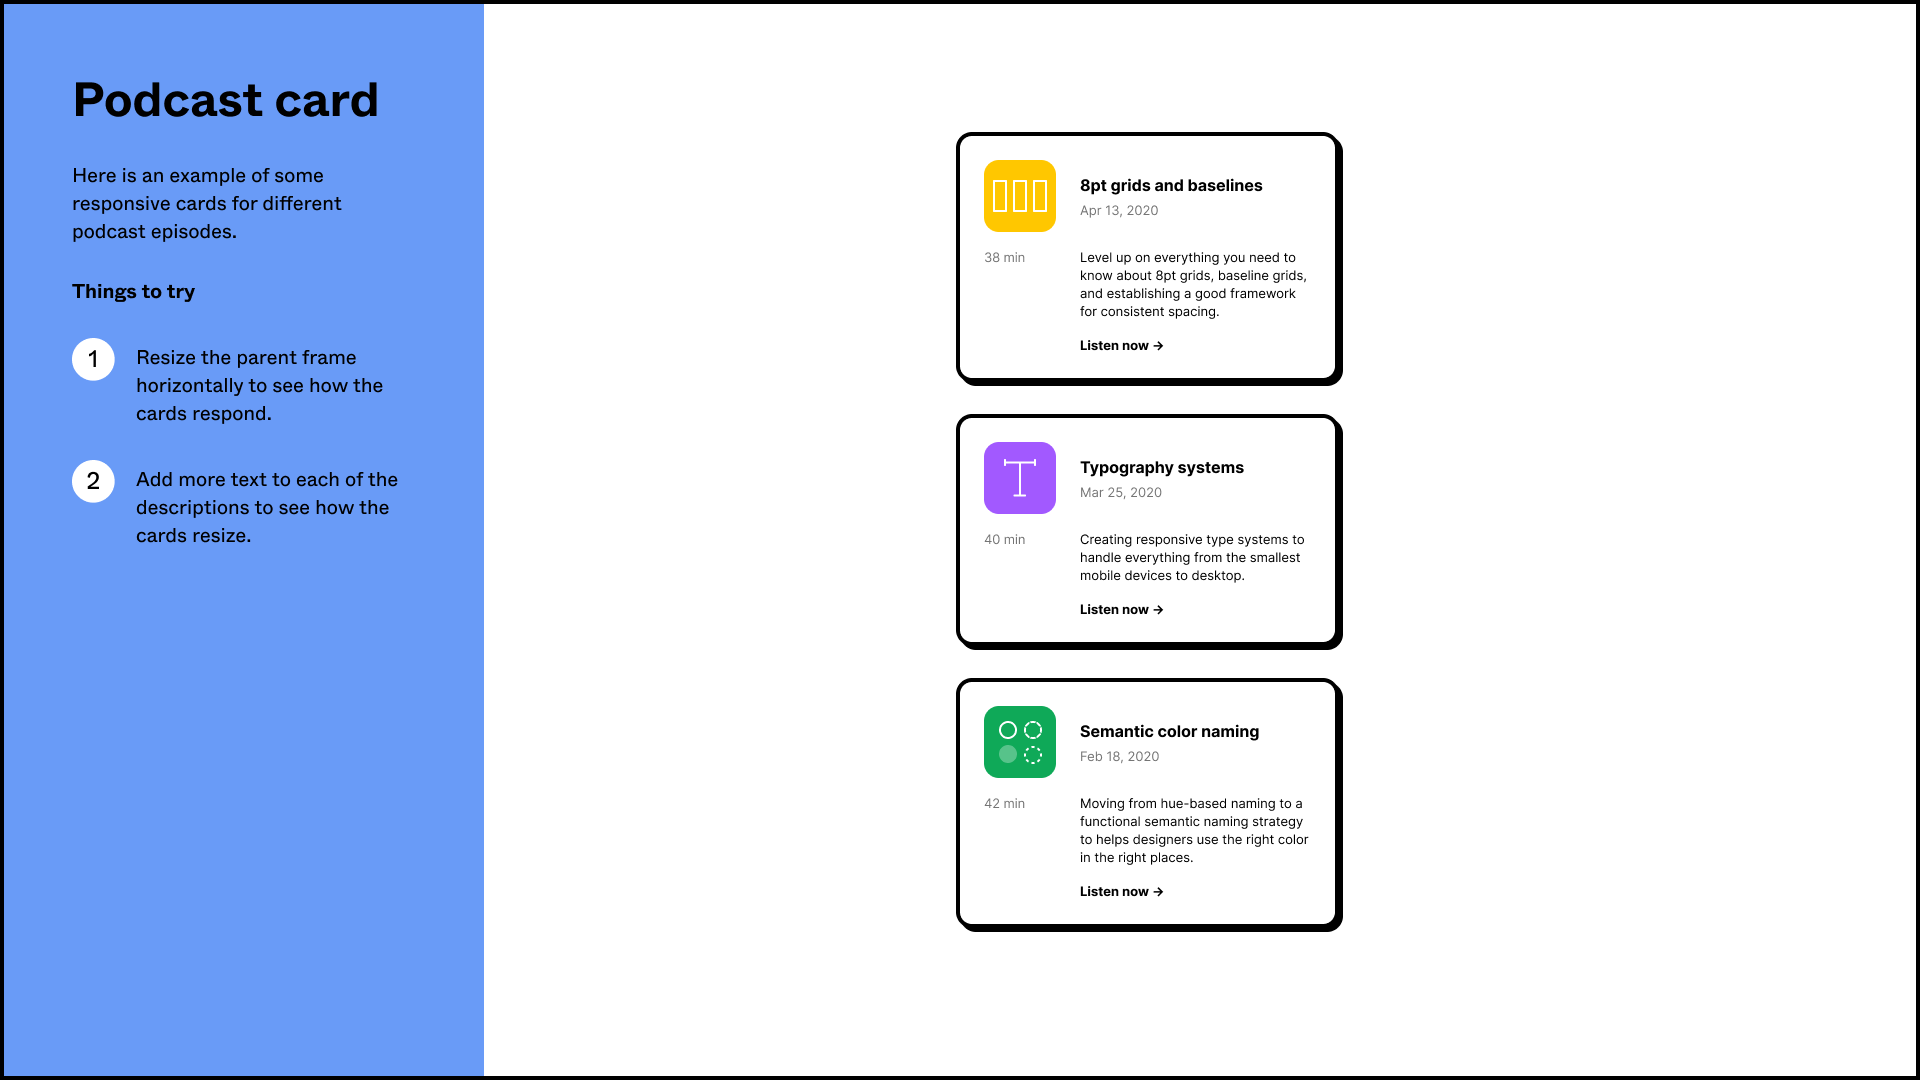 Podcast card
Here is an example of some
responsive cards for different
podcast episodes.
Things to try
1
Resize the parent frame
horizontally to see how the
cards respond.
2
Add more text to each of the
descriptions to see how the
cards resize.
8pt grids and baselines
Apr 13, 2020
38 min
Level up on everything you need to
know about 8pt grids, baseline grids,
and establishing a good framework
for consistent spacing.
Listen now →
Typography systems
Mar 25, 2020
40 min
Creating responsive type systems to
handle everything from the smallest
mobile devices to desktop.
Listen now →
Semantic color naming
Feb 18, 2020
42 min
Moving from hue-based naming to a
functional semantic naming strategy
to helps designers use the right color
in the right places.
Listen now →